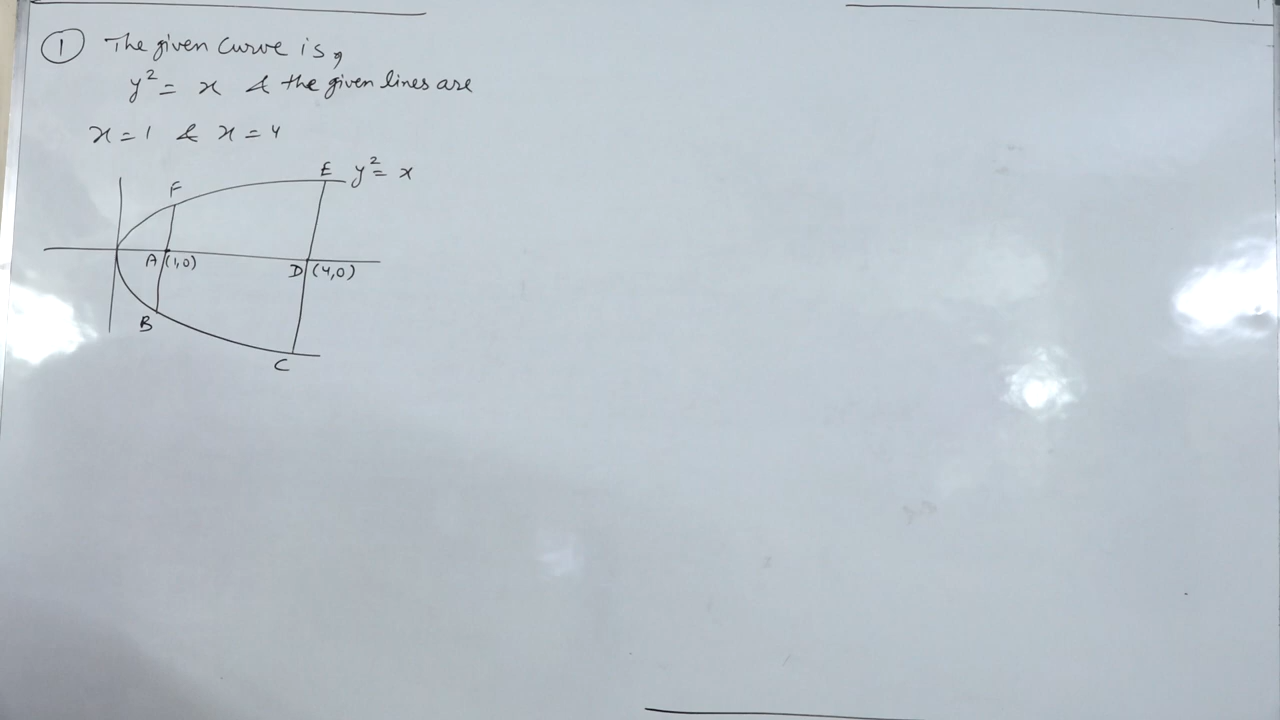 ① The given curve is,
y² = x & the given lines are
x = 1 & x = 4
E y² = x
F
A (1,0)
D (4,0)
B
C